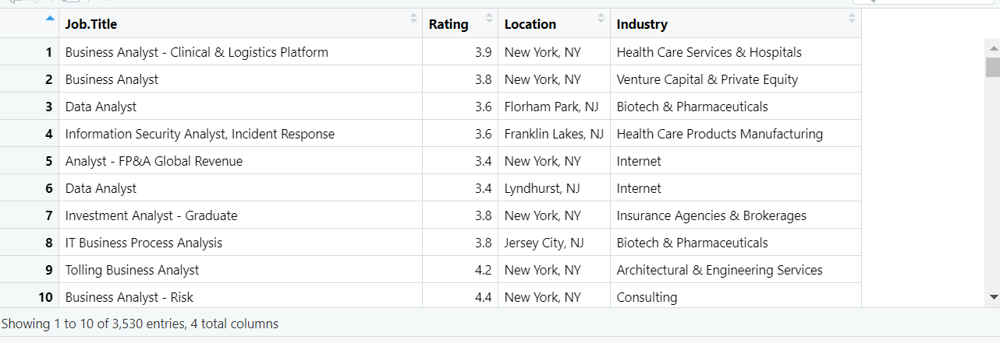 Job.Title Rating Location Industry
1 Business Analyst - Clinical & Logistics Platform 3.9 New York, NY Health Care Services & Hospitals
2 Business Analyst 3.8 New York, NY Venture Capital & Private Equity
3 Data Analyst 3.6 Florham Park, NJ Biotech & Pharmaceuticals
4 Information Security Analyst, Incident Response 3.6 Franklin Lakes, NJ Health Care Products Manufacturing
5 Analyst - FP&A Global Revenue 3.4 New York, NY Internet
6 Data Analyst 3.4 Lyndhurst, NJ Internet
7 Investment Analyst - Graduate 3.8 New York, NY Insurance Agencies & Brokerages
8 IT Business Process Analysis 3.8 Jersey City, NJ Biotech & Pharmaceuticals
9 Tolling Business Analyst 4.2 New York, NY Architectural & Engineering Services
10 Business Analyst - Risk 4.4 New York, NY Consulting
Showing 1 to 10 of 3,530 entries, 4 total columns